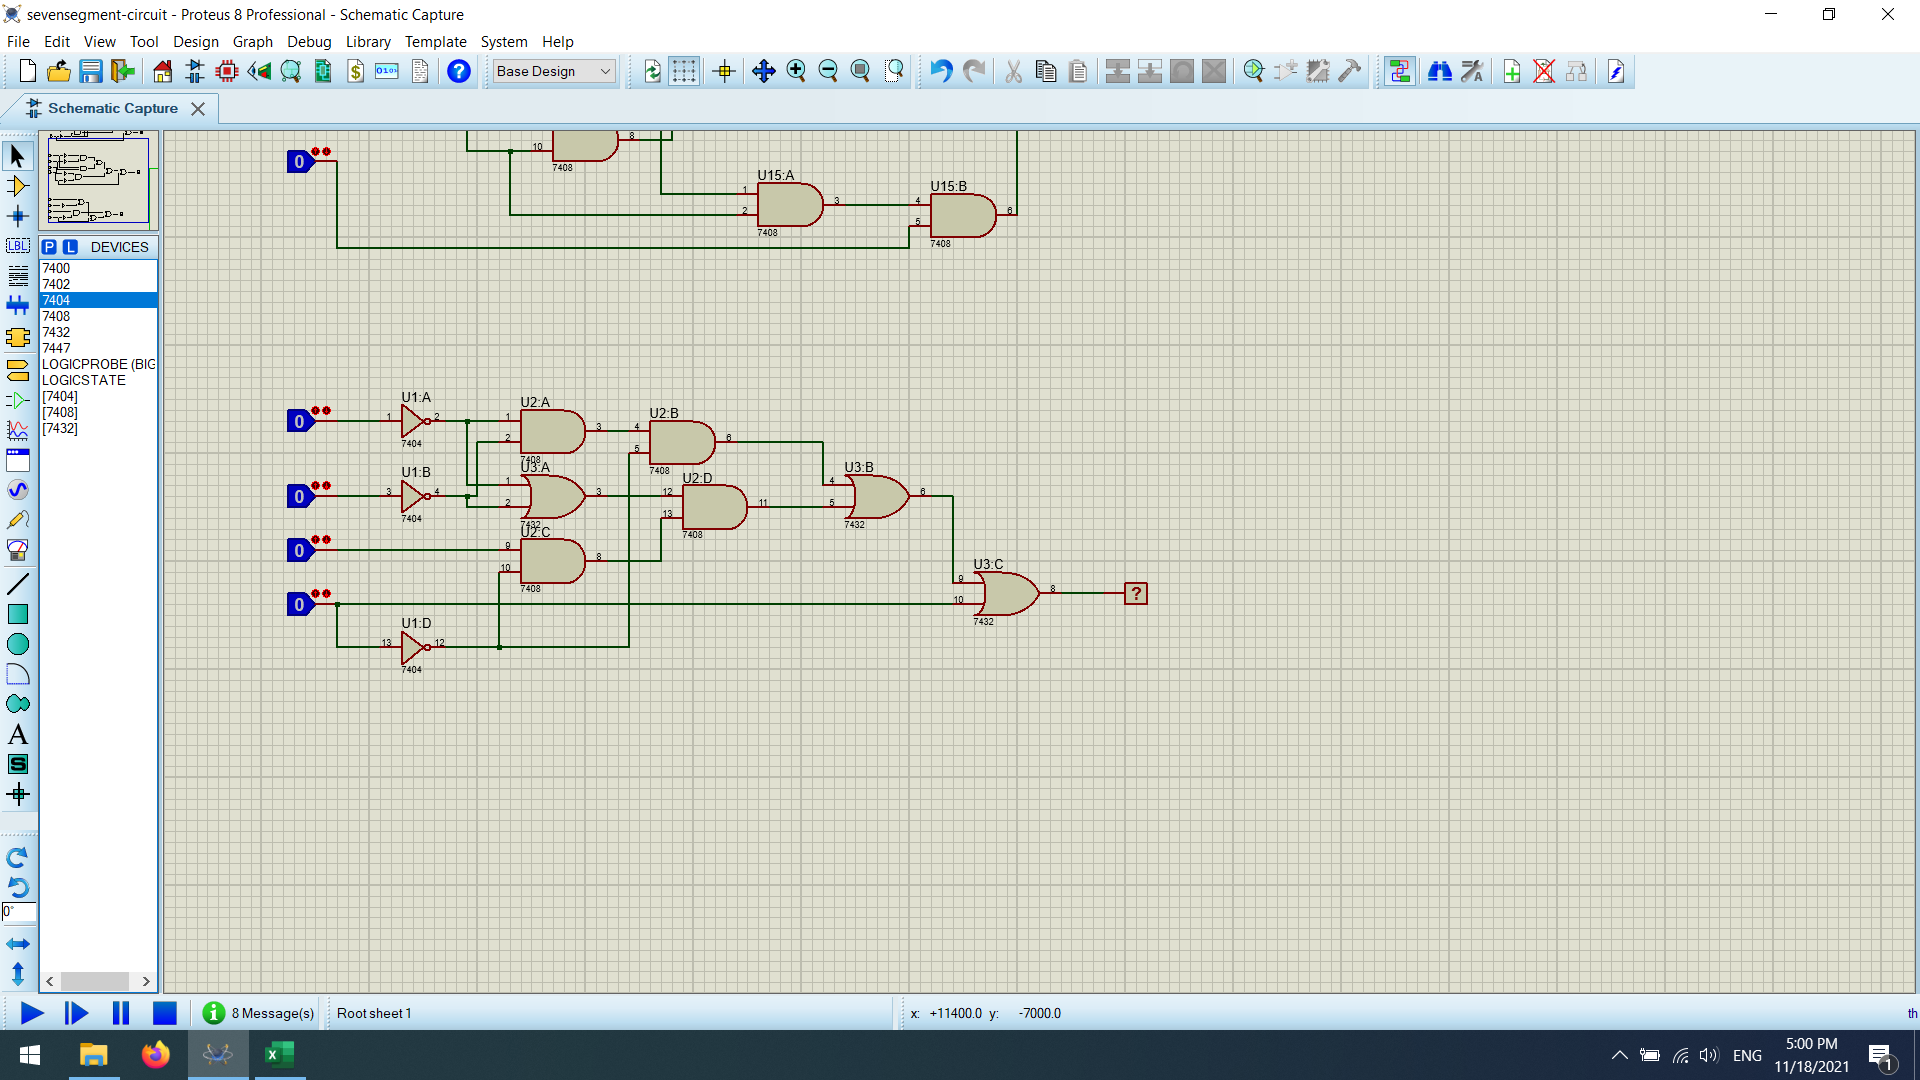 sevensegment-circuit - Proteus 8 Professional - Schematic Capture
File Edit View Tool Design Graph Debug Library Template System Help
Base Design
Schematic Capture
P L DEVICES
7400
7402
7404
7408
7432
7447
LOGICPROBE (BIG
LOGICSTATE
[7404]
[7408]
[7432]
LBL
A
S
0°
0
10
8
7408
U15:A
1
2
3
7408
U15:B
4
5
6
7408
0
1
U1:A
2
7404
U2:A
1
2
3
7408
U2:B
4
5
6
7408
0
3
U1:B
4
7404
U3:A
1
2
3
7432
U2:D
12
13
11
7408
U3:B
4
5
6
7432
0
U2:C
9
10
8
7408
0
U3:C
9
10
8
7432
?
13
U1:D
12
7404
8 Message(s)
Root sheet 1
x: +11400.0 y: -7000.0
th
ENG
5:00 PM
11/18/2021
1